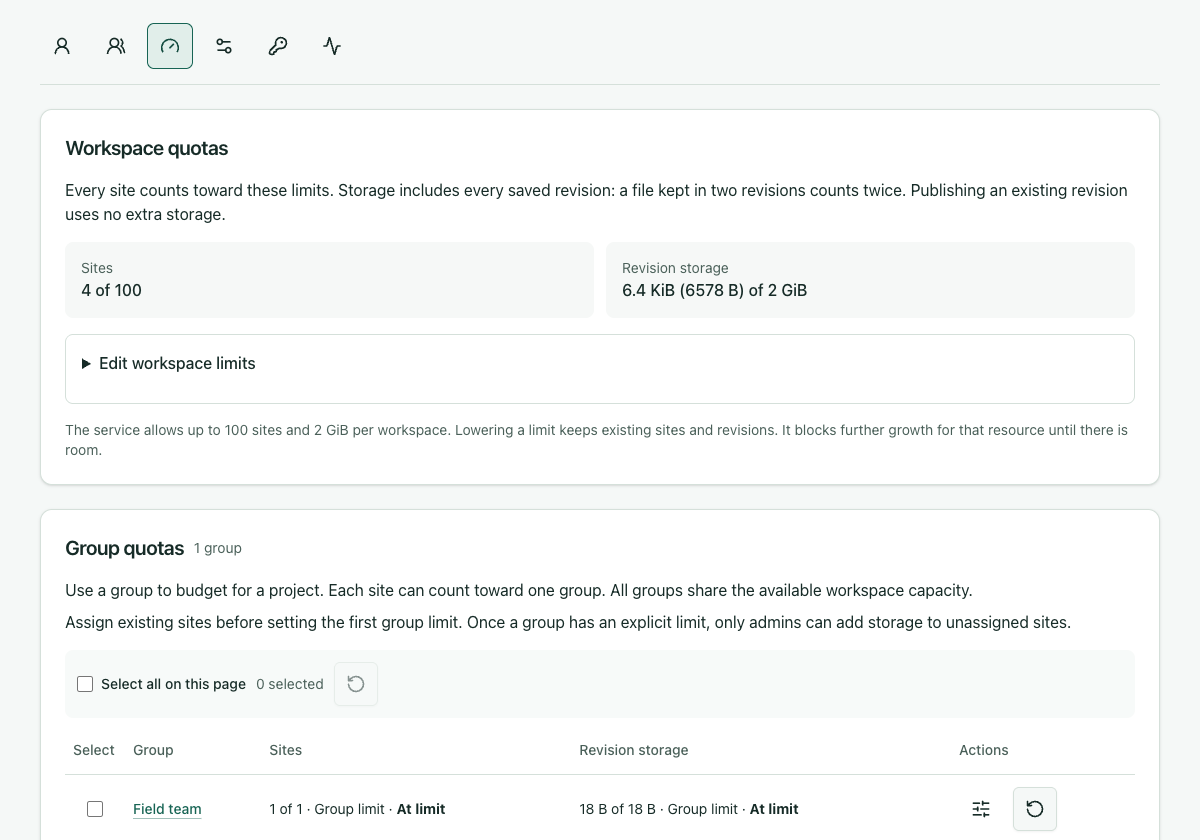 Workspace quotas
Every site counts toward these limits. Storage includes every saved revision: a file kept in two revisions counts twice. Publishing an existing revision
uses no extra storage.
Sites
4 of 100
Revision storage
6.4 KiB (6578 B) of 2 GiB
Edit workspace limits
The service allows up to 100 sites and 2 GiB per workspace. Lowering a limit keeps existing sites and revisions. It blocks further growth for that resource until there is
room.
Group quotas 1 group
Use a group to budget for a project. Each site can count toward one group. All groups share the available workspace capacity.
Assign existing sites before setting the first group limit. Once a group has an explicit limit, only admins can add storage to unassigned sites.
Select all on this page 0 selected
Select Group Sites Revision storage Actions
Field team 1 of 1 · Group limit · At limit 18 B of 18 B · Group limit · At limit